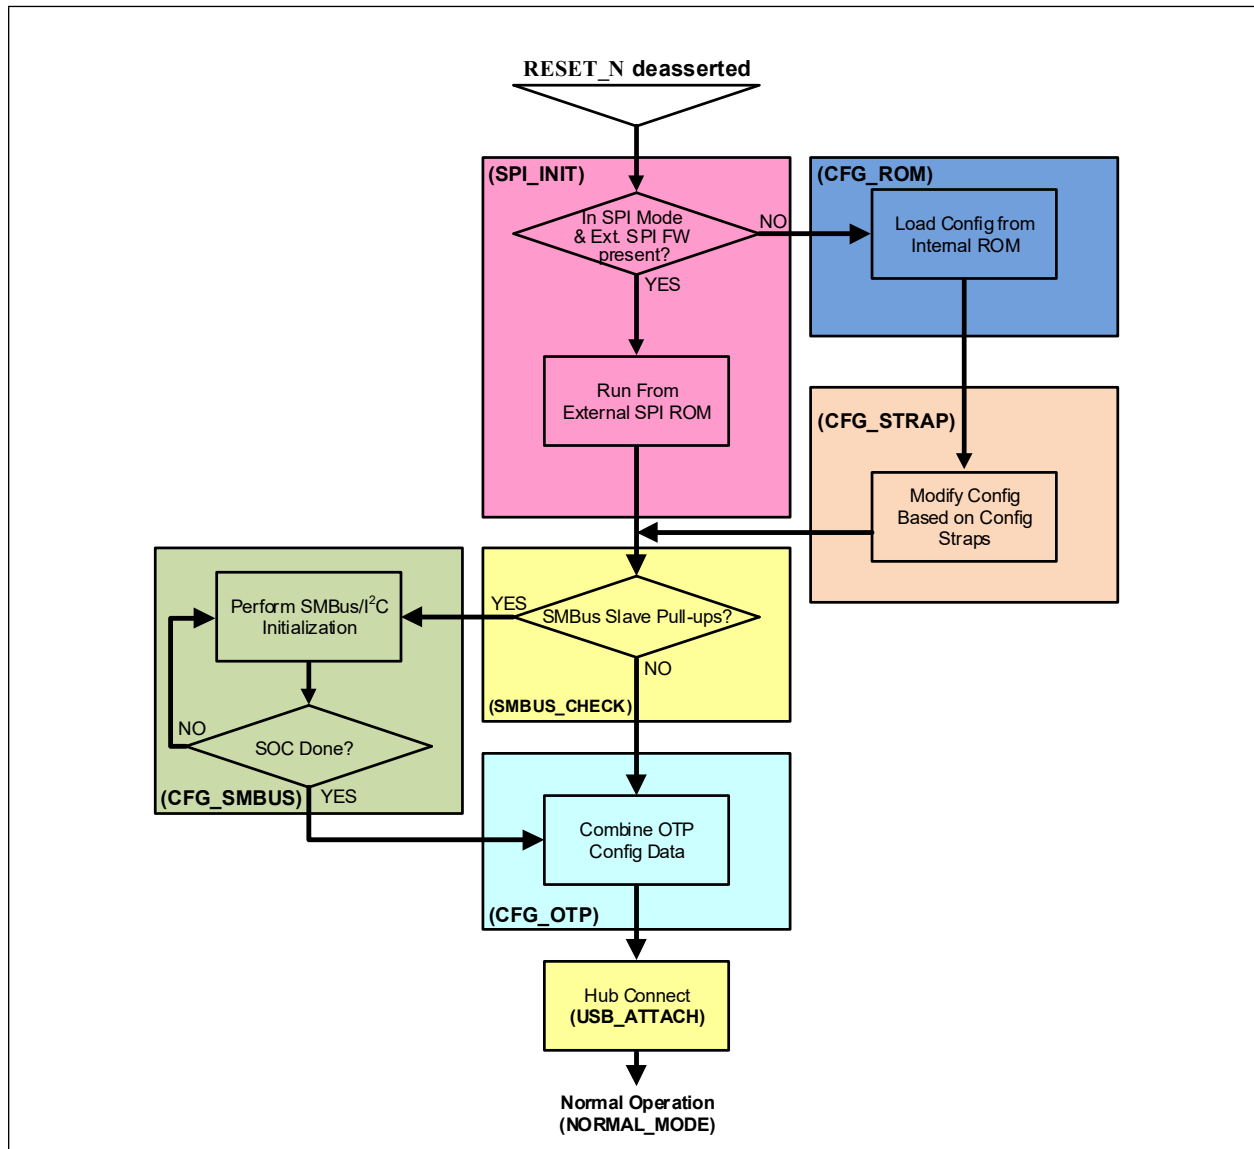 RESET_N deasserted
(SPI_INIT)
In SPI Mode
& Ext. SPI FW
present?
NO
YES
(CFG_ROM)
Load Config from
Internal ROM
Run From
External SPI ROM
(CFG_STRAP)
Modify Config
Based on Config
Straps
Perform SMBus/I²C
Initialization
YES
SMBus Slave Pull-ups?
NO
(SMBUS_CHECK)
NO
SOC Done?
(CFG_SMBUS)
YES
Combine OTP
Config Data
(CFG_OTP)
Hub Connect
(USB_ATTACH)
Normal Operation
(NORMAL_MODE)